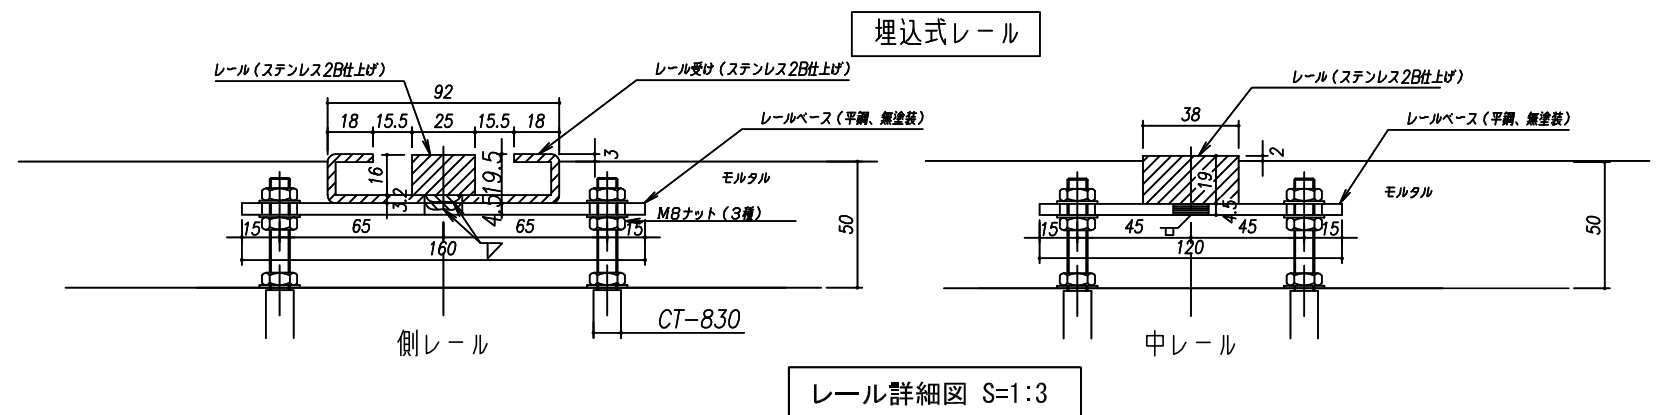 埋込式レール
レール(ステンレス2B仕上げ)
レール受け(ステンレス2B仕上げ)
レールベース(平鋼、無塗装)
92
18 15.5 25 15.5 18
16
3.2
19.5
4.5
3
モルタル
M8ナット(3種)
15 65 65 15
160
50
CT-830
側レール
レール(ステンレス2B仕上げ)
レールベース(平鋼、無塗装)
38
2
19
4.5
モルタル
15 45 45 15
120
50
中レール
レール詳細図 S=1:3